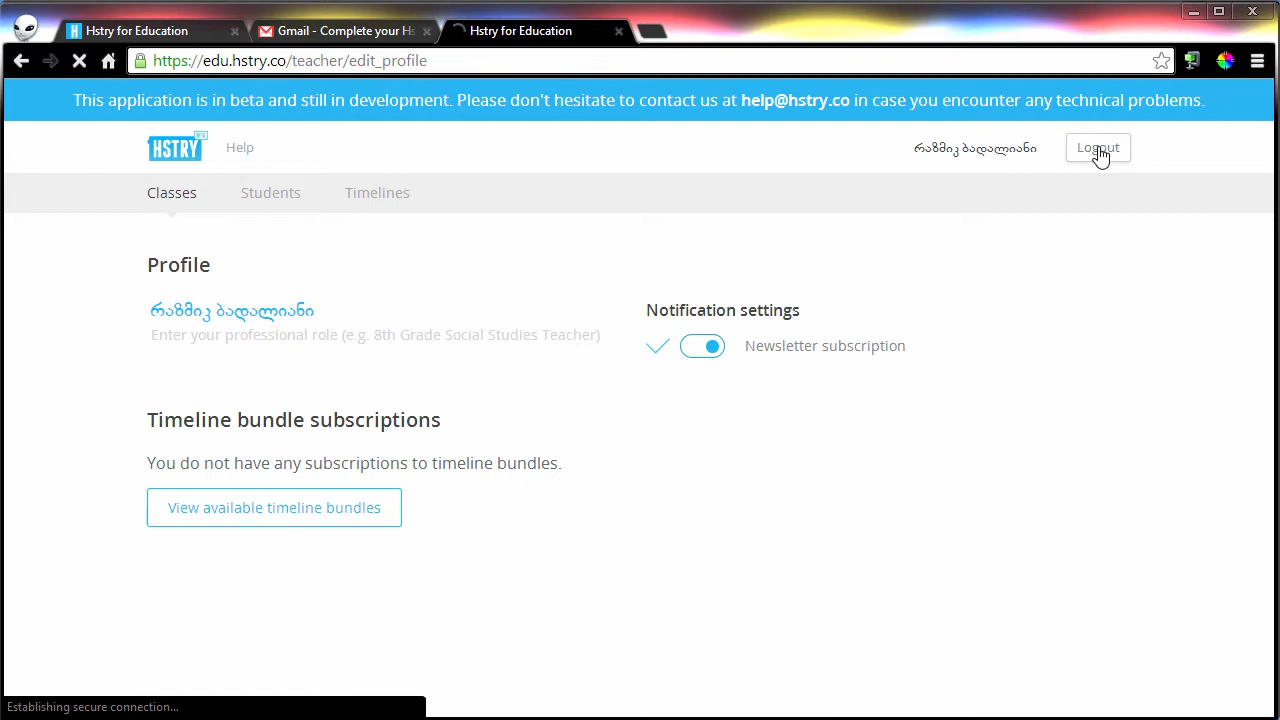 Hstry for Education
Gmail - Complete your Hs
Hstry for Education
https://edu.hstry.co/teacher/edit_profile
This application is in beta and still in development. Please don't hesitate to contact us at help@hstry.co in case you encounter any technical problems.
HSTRY BETA
Help
რაზმიკ ბადალიანი
Logout
Classes
Students
Timelines
Profile
რაზმიკ ბადალიანი
Enter your professional role (e.g. 8th Grade Social Studies Teacher)
Notification settings
Newsletter subscription
Timeline bundle subscriptions
You do not have any subscriptions to timeline bundles.
View available timeline bundles
Establishing secure connection...